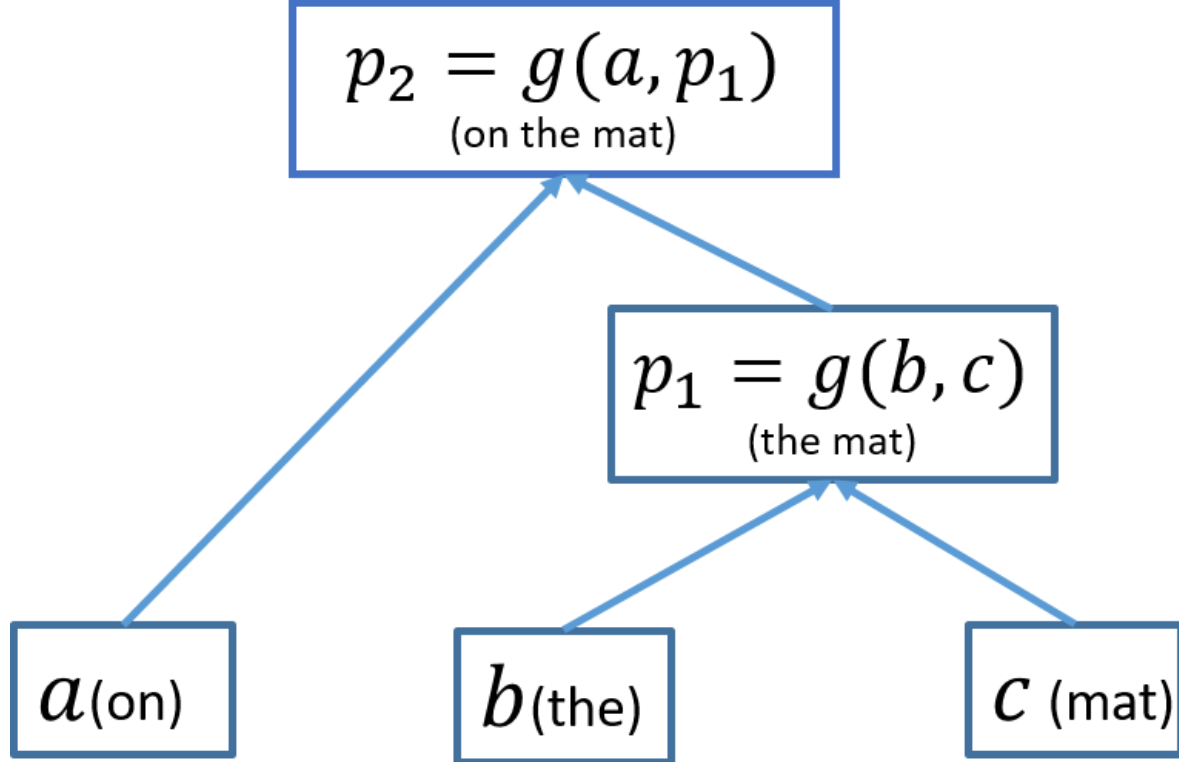 p₂ = g(a, p₁)
(on the mat)
p₁ = g(b, c)
(the mat)
a(on)
b(the)
c (mat)